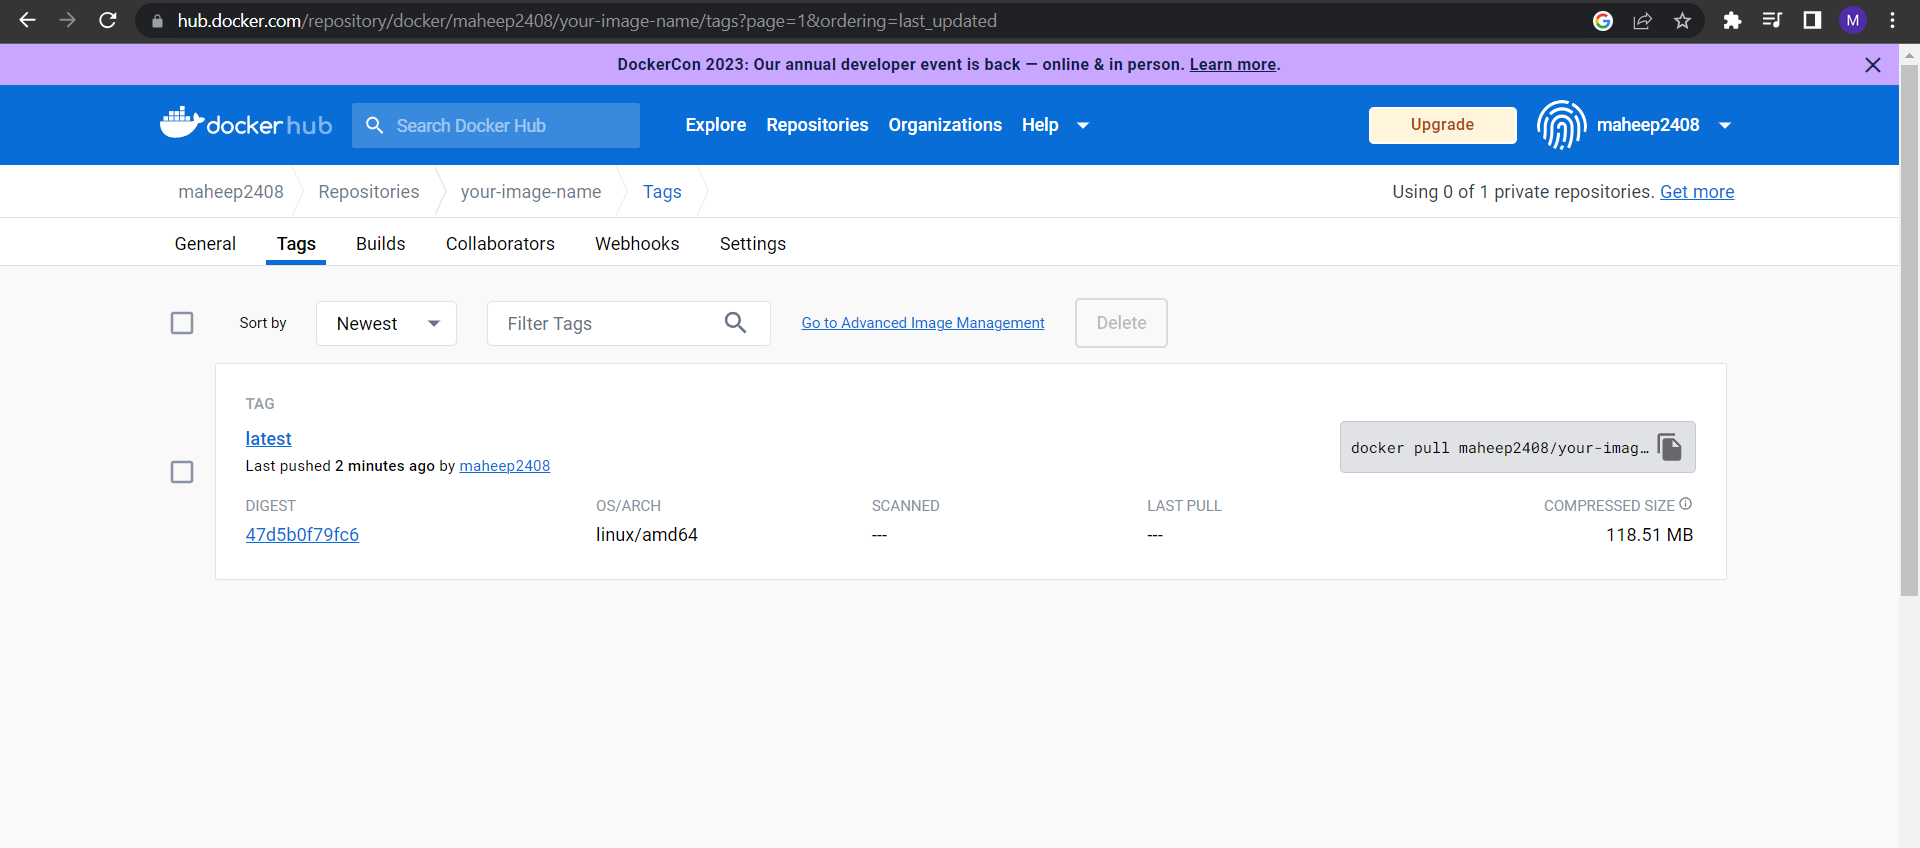 hub.docker.com/repository/docker/maheep2408/your-image-name/tags?page=1&ordering=last_updated
M
DockerCon 2023: Our annual developer event is back — online & in person. Learn more.
dockerhub
Search Docker Hub
Explore Repositories Organizations Help
Upgrade
maheep2408
maheep2408 Repositories your-image-name Tags
Using 0 of 1 private repositories. Get more
General Tags Builds Collaborators Webhooks Settings
Sort by Newest Filter Tags Go to Advanced Image Management Delete
TAG
latest
Last pushed 2 minutes ago by maheep2408
docker pull maheep2408/your-imag…
DIGEST OS/ARCH SCANNED LAST PULL COMPRESSED SIZE
47d5b0f79fc6 linux/amd64 --- --- 118.51 MB